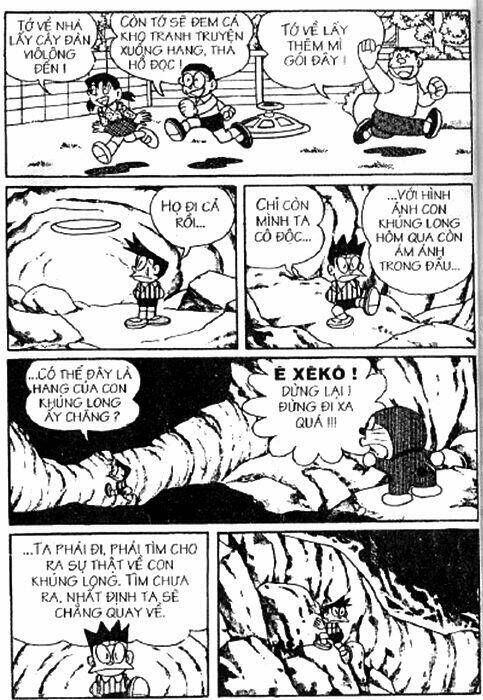 TỚ VỀ NHÀ
LẤY CÂY ĐÀN
VIÔLÔNG
ĐẾN !
CÒN TỚ SẼ ĐEM CẢ
KHO TRANH TRUYỆN
XUỐNG HANG, THA
HỒ ĐỌC !
TỚ VỀ LẤY
THÊM MÌ
GÓI ĐÂY !
HỌ ĐI CẢ
RỒI...
CHỈ CÒN
MÌNH TA
CÔ ĐỘC...
...VỚI HÌNH
ẢNH CON
KHỦNG LONG
HÔM QUA CÒN
ÁM ẢNH
TRONG ĐẦU...
...CÓ THỂ ĐÂY LÀ
HANG CỦA CON
KHỦNG LONG
ẤY CHĂNG ?
Ê XÊKÔ !
DỪNG LẠI !
ĐỪNG ĐI XA
QUÁ !!!
...TA PHẢI ĐI, PHẢI TÌM CHO
RA SỰ THẬT VỀ CON
KHỦNG LONG. TÌM CHƯA
RA, NHẤT ĐỊNH TA SẼ
CHẲNG QUAY VỀ.